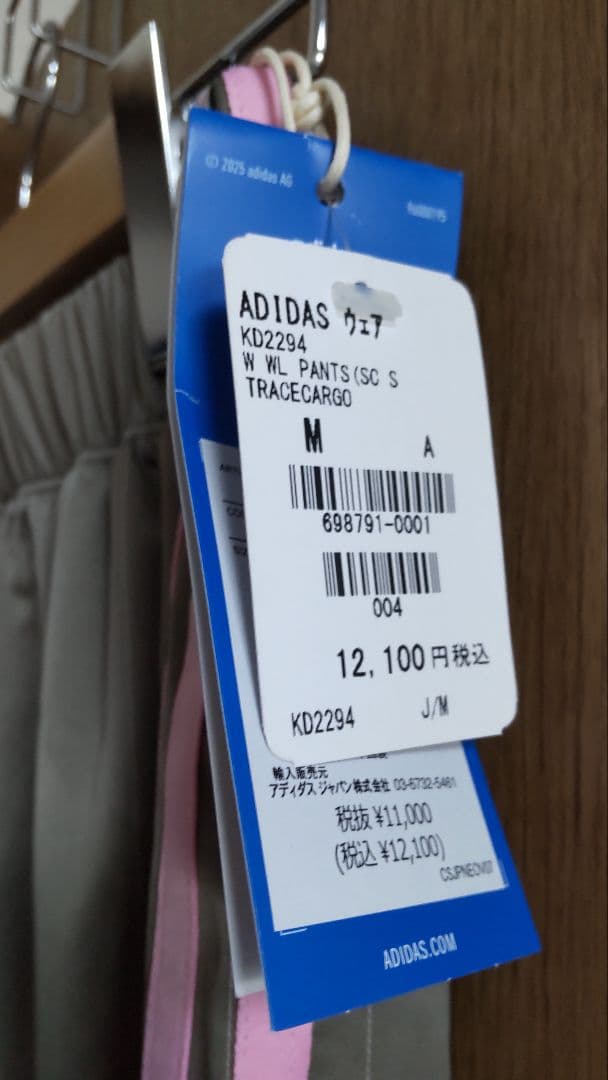 © 2025 adidas AG
ADIDAS ウェア
KD2294
W WL PANTS(SC S
TRACECARGO
M A
698791-0001
004
12,100円税込
KD2294 J/M
輸入販売元
アディダス ジャパン株式会社 03-6732-5461
税抜 ¥11,000
(税込 ¥12,100)
ADIDAS.COM